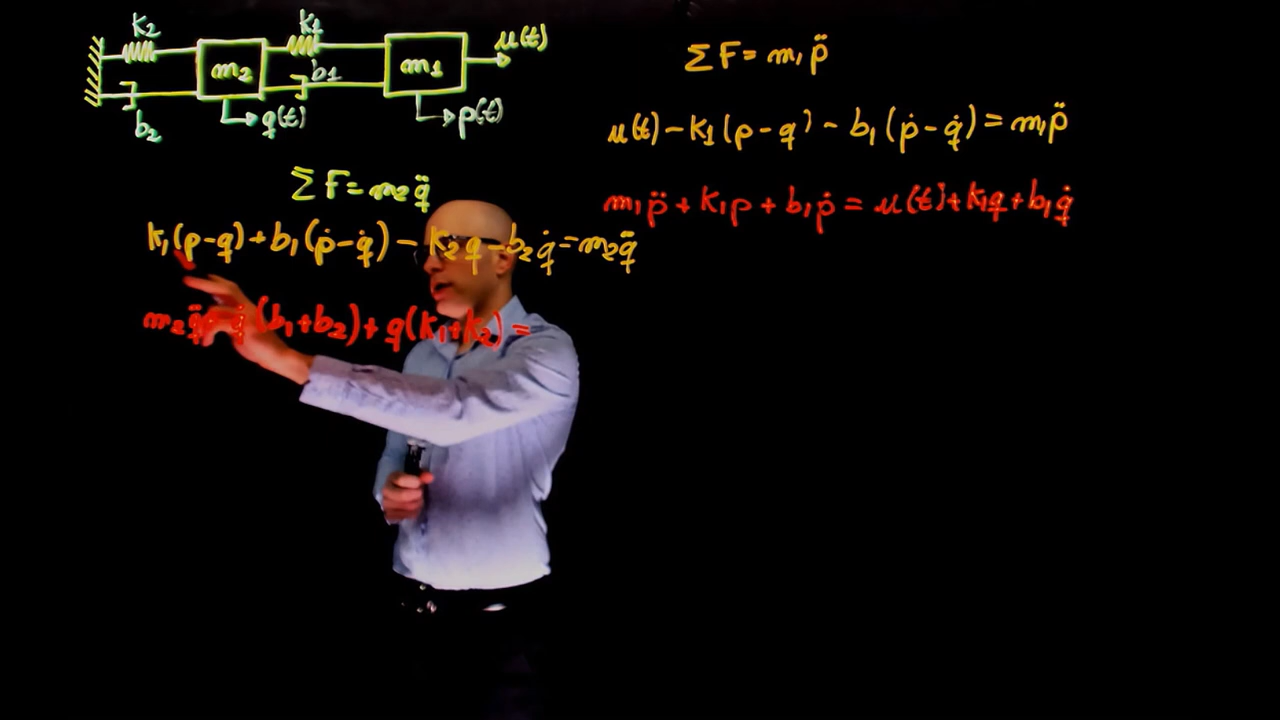 k₂ k₁ u(t)
m₂ b₁ m₁
b₂ q(t) p(t)
ΣF = m₂q̈
k₁(p-q) + b₁(ṗ-q̇) - k₂q - b₂q̇ = m₂q̈
m₂q̈ + q̇(b₁+b₂) + q(k₁+k₂) =
ΣF = m₁p̈
u(t) - k₁(p-q) - b₁(ṗ-q̇) = m₁p̈
m₁p̈ + k₁p + b₁ṗ = u(t) + k₁q + b₁q̇